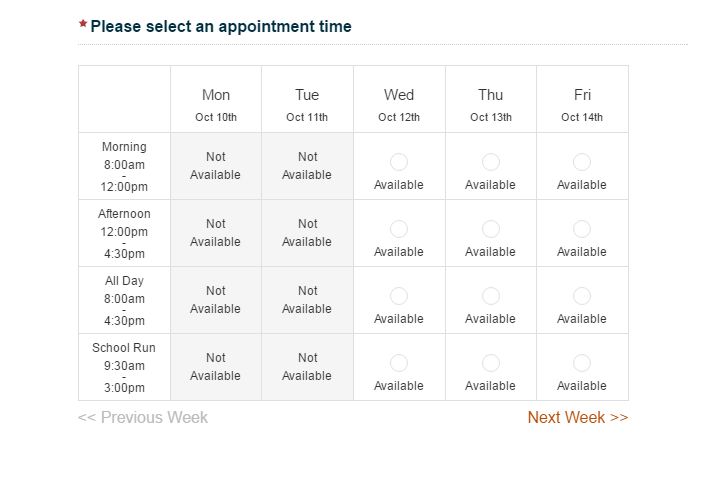 * Please select an appointment time
Mon Tue Wed Thu Fri
Oct 10th Oct 11th Oct 12th Oct 13th Oct 14th
Morning
8:00am
-
12:00pm
Not Available
Not Available
Available
Available
Available
Afternoon
12:00pm
-
4:30pm
Not Available
Not Available
Available
Available
Available
All Day
8:00am
-
4:30pm
Not Available
Not Available
Available
Available
Available
School Run
9:30am
-
3:00pm
Not Available
Not Available
Available
Available
Available
<< Previous Week
Next Week >>